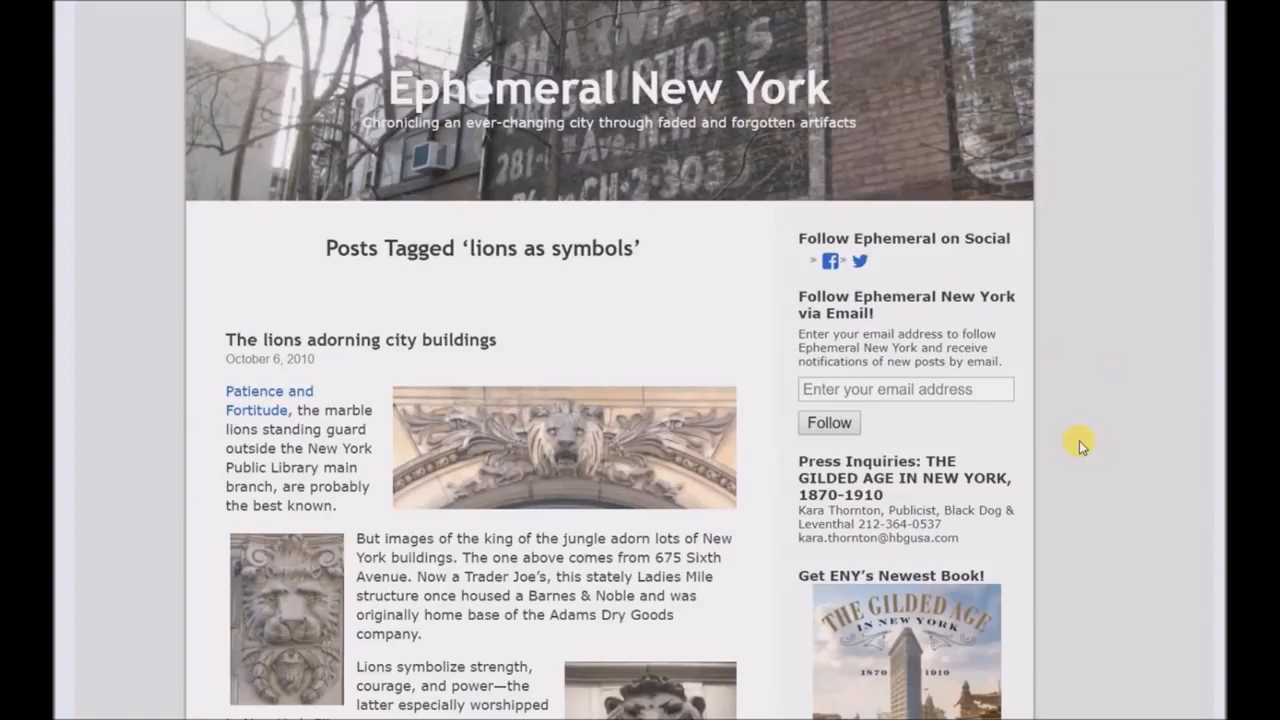 Ephemeral New York
Chronicling an ever-changing city through faded and forgotten artifacts
281-
CH·2·303
Posts Tagged ‘lions as symbols’
The lions adorning city buildings
October 6, 2010
Patience and
Fortitude, the marble
lions standing guard
outside the New York
Public Library main
branch, are probably
the best known.
But images of the king of the jungle adorn lots of New
York buildings. The one above comes from 675 Sixth
Avenue. Now a Trader Joe’s, this stately Ladies Mile
structure once housed a Barnes & Noble and was
originally home base of the Adams Dry Goods
company.
Lions symbolize strength,
courage, and power—the
latter especially worshipped
Follow Ephemeral on Social
Follow Ephemeral New York
via Email!
Enter your email address to follow
Ephemeral New York and receive
notifications of new posts by email.
Enter your email address
Follow
Press Inquiries: THE
GILDED AGE IN NEW YORK,
1870-1910
Kara Thornton, Publicist, Black Dog &
Leventhal 212-364-0537
kara.thornton@hbgusa.com
Get ENY’s Newest Book!
THE GILDED AGE
IN NEW YORK
1870 1910